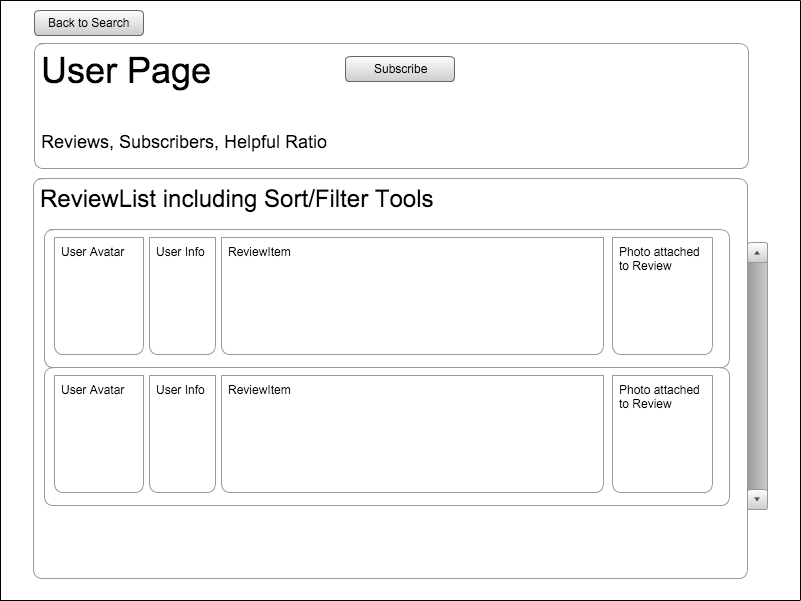 Back to Search
User Page
Subscribe
Reviews, Subscribers, Helpful Ratio
ReviewList including Sort/Filter Tools
User Avatar
User Info
ReviewItem
Photo attached
to Review
User Avatar
User Info
ReviewItem
Photo attached
to Review